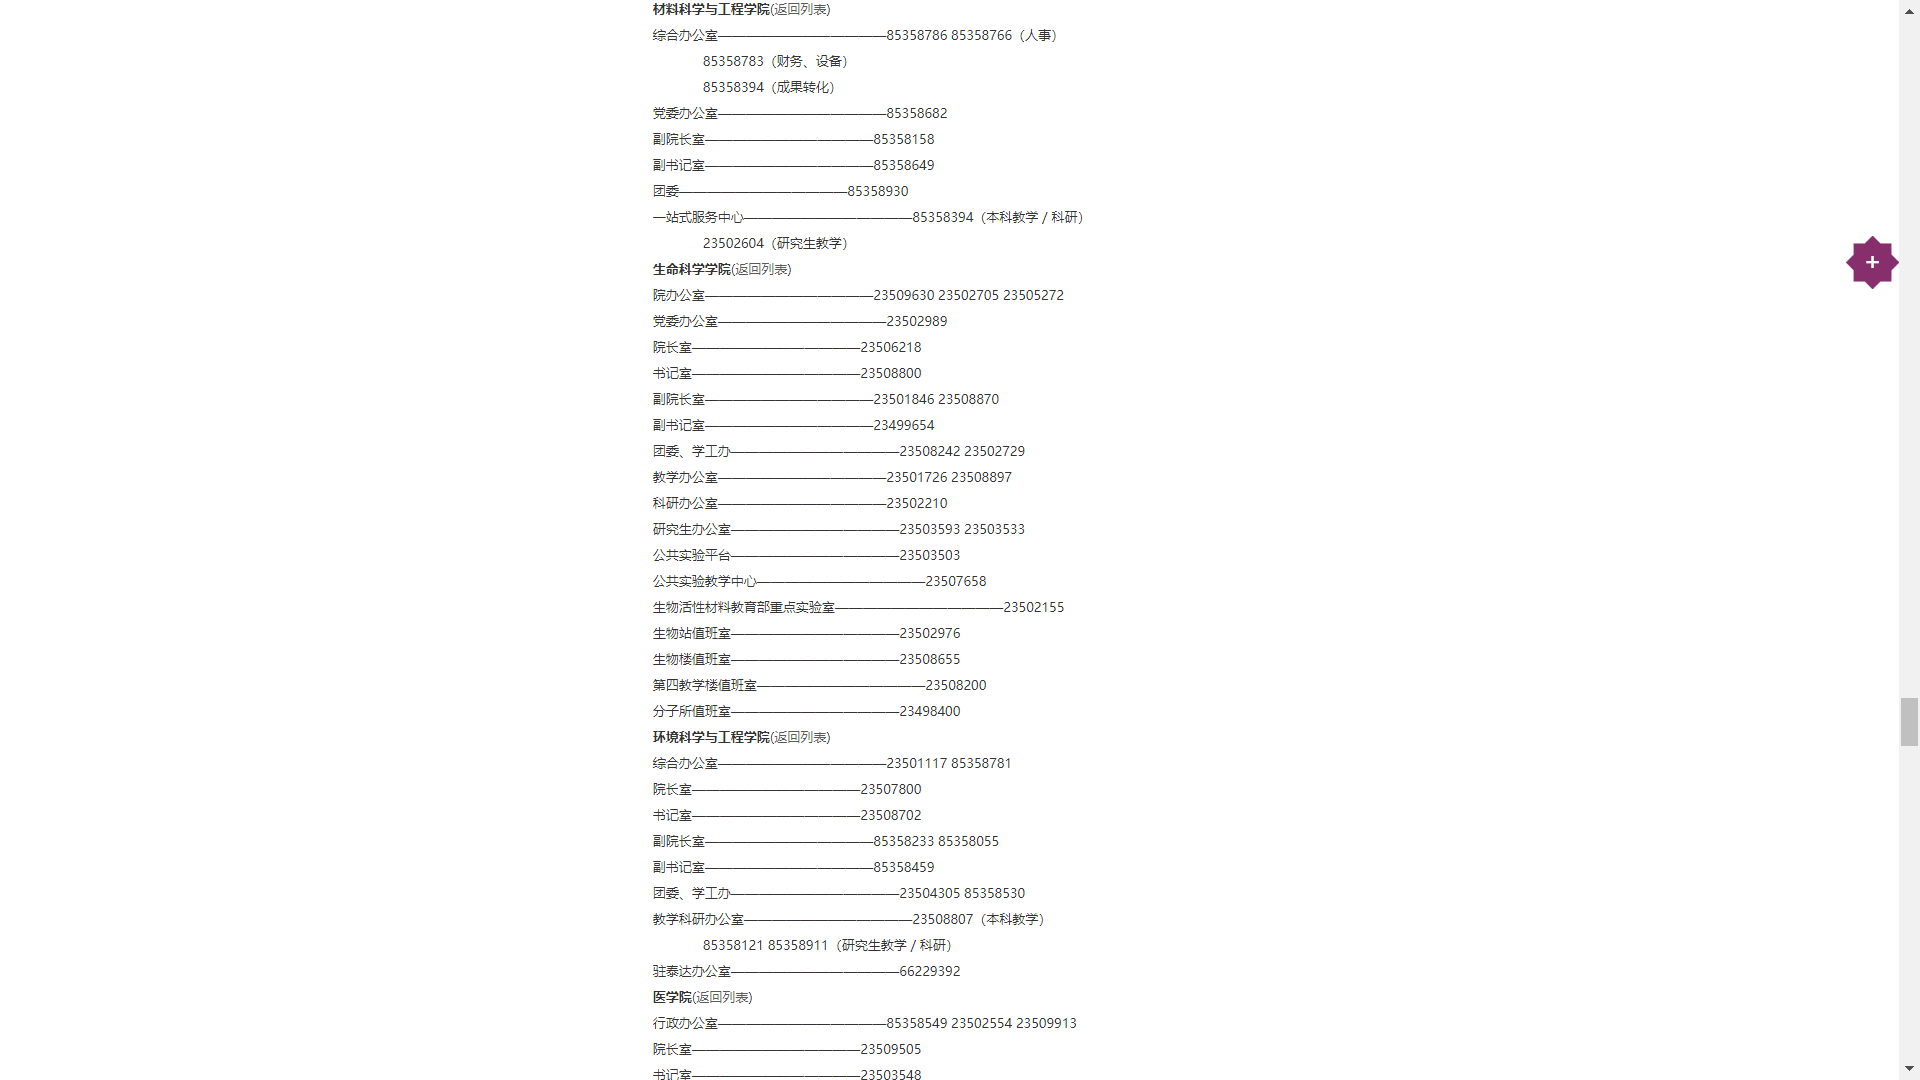 材料科学与工程学院(返回列表)
综合办公室—————————————85358786 85358766（人事）
85358783（财务、设备）
85358394（成果转化）
党委办公室—————————————85358682
副院长室—————————————85358158
副书记室—————————————85358649
团委—————————————85358930
一站式服务中心—————————————85358394（本科教学 / 科研）
23502604（研究生教学）
生命科学学院(返回列表)
院办公室—————————————23509630 23502705 23505272
党委办公室—————————————23502989
院长室—————————————23506218
书记室—————————————23508800
副院长室—————————————23501846 23508870
副书记室—————————————23499654
团委、学工办—————————————23508242 23502729
教学办公室—————————————23501726 23508897
科研办公室—————————————23502210
研究生办公室—————————————23503593 23503533
公共实验平台—————————————23503503
公共实验教学中心—————————————23507658
生物活性材料教育部重点实验室—————————————23502155
生物站值班室—————————————23502976
生物楼值班室—————————————23508655
第四教学楼值班室—————————————23508200
分子所值班室—————————————23498400
环境科学与工程学院(返回列表)
综合办公室—————————————23501117 85358781
院长室—————————————23507800
书记室—————————————23508702
副院长室—————————————85358233 85358055
副书记室—————————————85358459
团委、学工办—————————————23504305 85358530
教学科研办公室—————————————23508807（本科教学）
85358121 85358911（研究生教学 / 科研）
驻泰达办公室—————————————66229392
医学院(返回列表)
行政办公室—————————————85358549 23502554 23509913
院长室—————————————23509505
书记室—————————————23503548